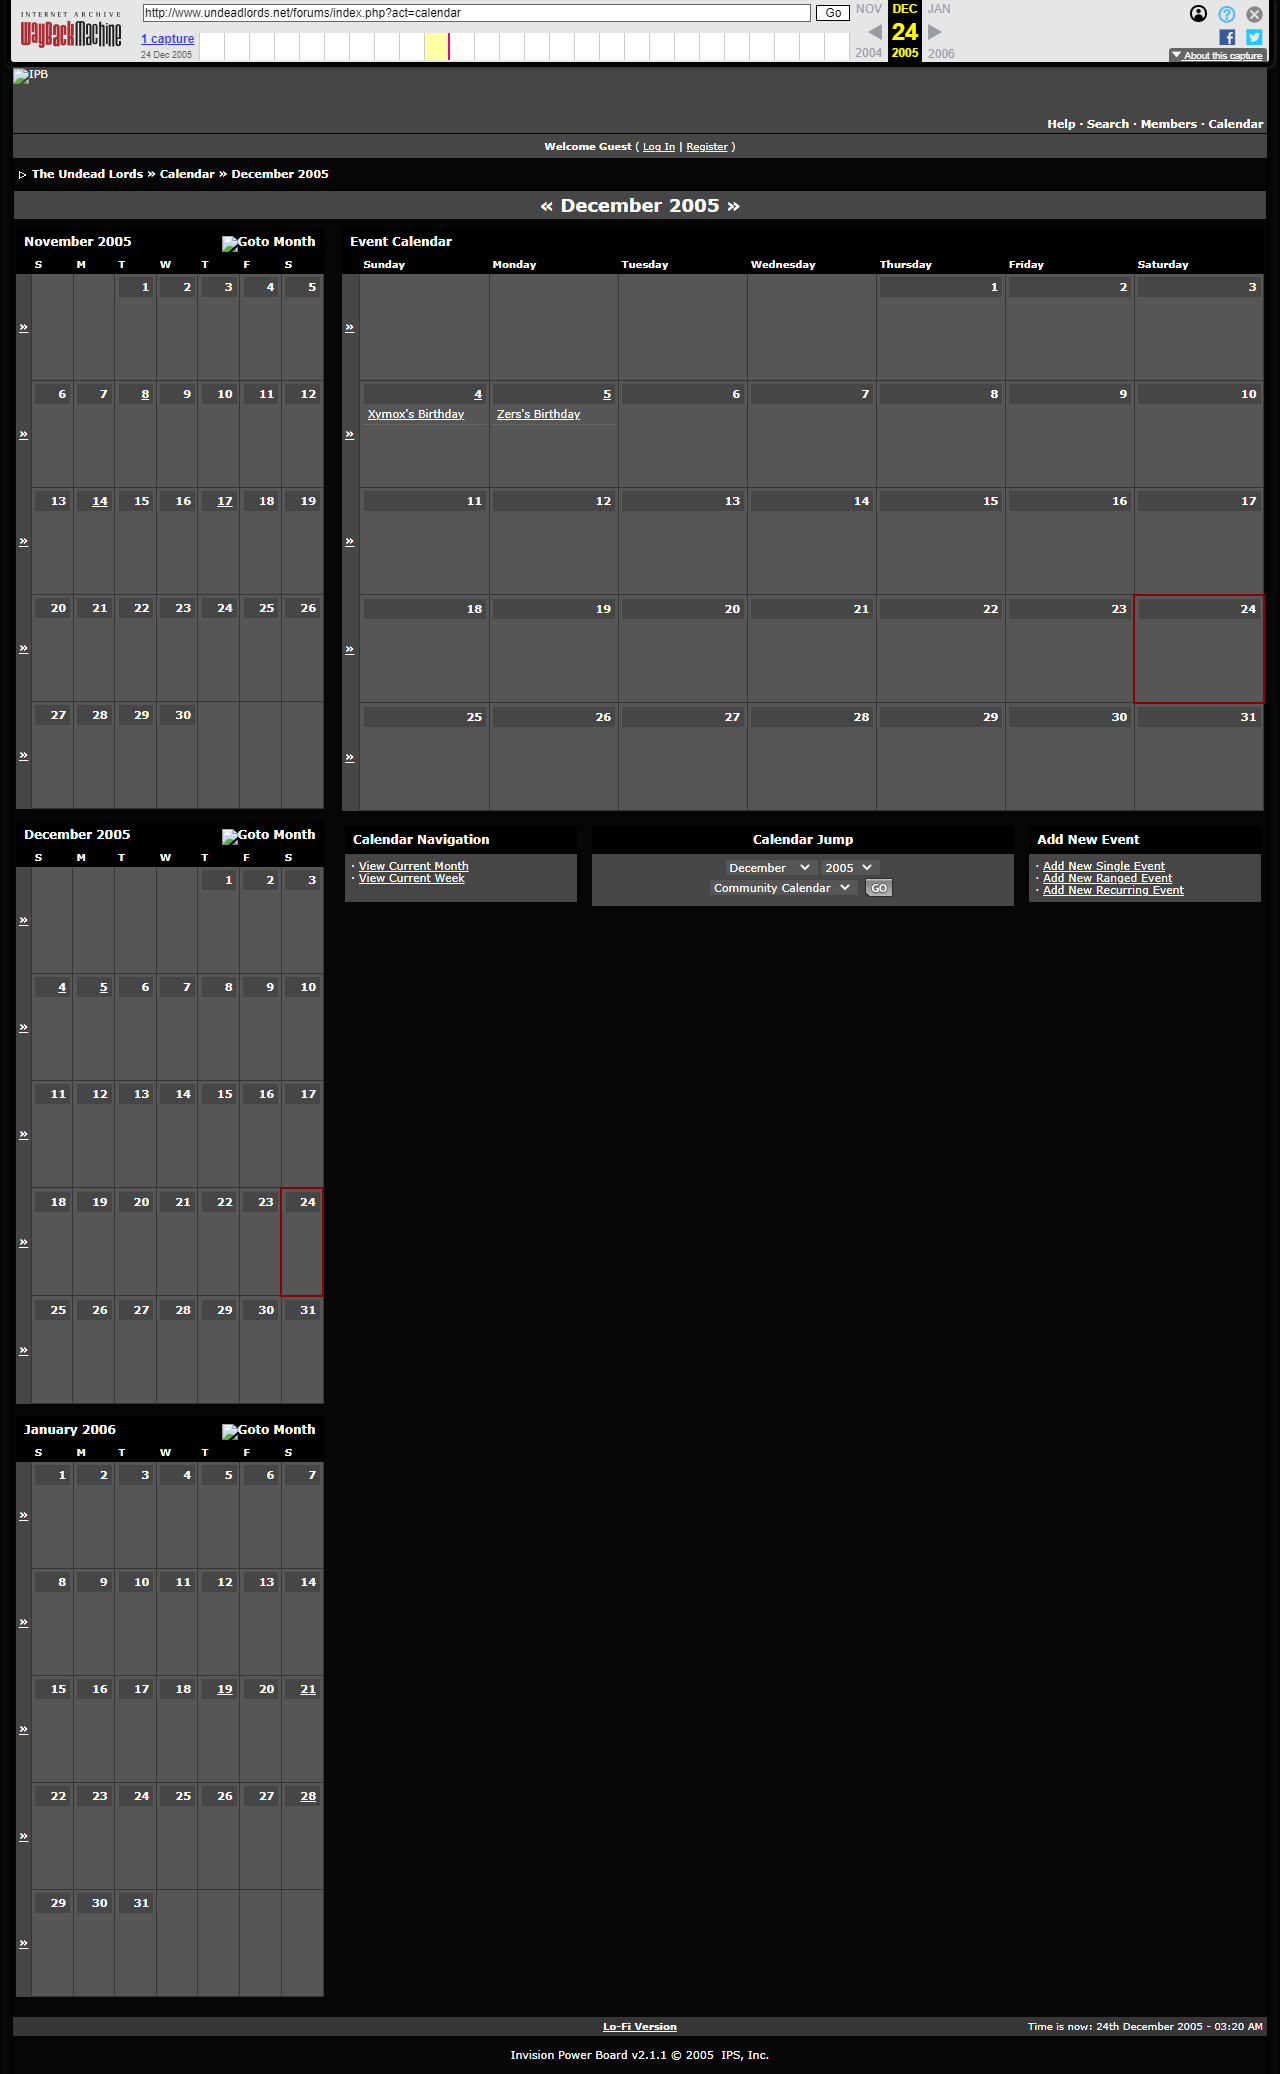 INTERNET ARCHIVE
WayBackMachine
http://www.undeadlords.net/forums/index.php?act=calendar
Go
NOV DEC JAN
1 capture
24
24 Dec 2005
2004 2005 2006
About this capture
IPB
Help · Search · Members · Calendar
Welcome Guest ( Log In | Register )
The Undead Lords » Calendar » December 2005
« December 2005 »
November 2005 Goto Month
S M T W T F S
1 2 3 4 5
»
6 7 8 9 10 11 12
»
13 14 15 16 17 18 19
»
20 21 22 23 24 25 26
»
27 28 29 30
»
Event Calendar
Sunday Monday Tuesday Wednesday Thursday Friday Saturday
1 2 3
»
4 5 6 7 8 9 10
Xymox's Birthday Zers's Birthday
»
11 12 13 14 15 16 17
»
18 19 20 21 22 23 24
»
25 26 27 28 29 30 31
»
December 2005 Goto Month
S M T W T F S
1 2 3
»
4 5 6 7 8 9 10
»
11 12 13 14 15 16 17
»
18 19 20 21 22 23 24
»
25 26 27 28 29 30 31
»
Calendar Navigation
· View Current Month
· View Current Week
Calendar Jump
December 2005
Community Calendar GO
Add New Event
· Add New Single Event
· Add New Ranged Event
· Add New Recurring Event
January 2006 Goto Month
S M T W T F S
1 2 3 4 5 6 7
»
8 9 10 11 12 13 14
»
15 16 17 18 19 20 21
»
22 23 24 25 26 27 28
»
29 30 31
»
Lo-Fi Version
Time is now: 24th December 2005 - 03:20 AM
Invision Power Board v2.1.1 © 2005 IPS, Inc.